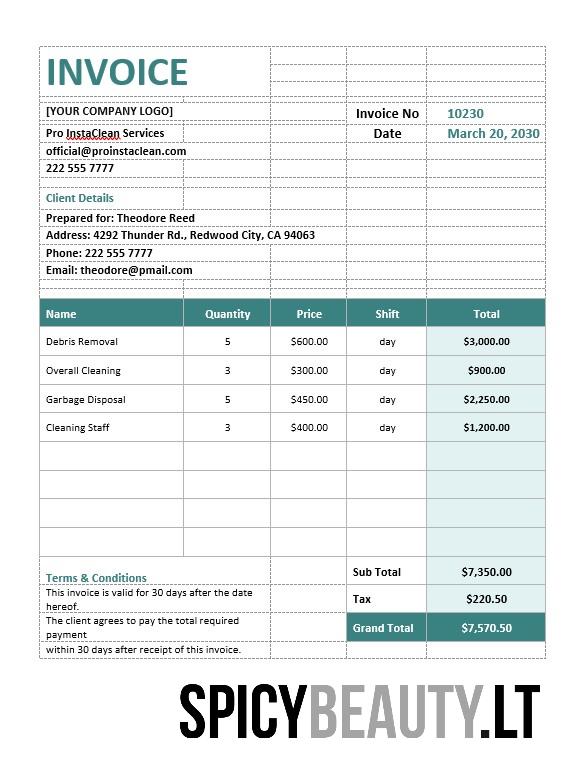 INVOICE
[YOUR COMPANY LOGO]
Invoice No 10230
Pro InstaClean Services
Date March 20, 2030
official@proinstaclean.com
222 555 7777
Client Details
Prepared for: Theodore Reed
Address: 4292 Thunder Rd., Redwood City, CA 94063
Phone: 222 555 7777
Email: theodore@pmail.com
Name Quantity Price Shift Total
Debris Removal 5 $600.00 day $3,000.00
Overall Cleaning 3 $300.00 day $900.00
Garbage Disposal 5 $450.00 day $2,250.00
Cleaning Staff 3 $400.00 day $1,200.00
Sub Total $7,350.00
Tax $220.50
Grand Total $7,570.50
Terms & Conditions
This invoice is valid for 30 days after the date
hereof.
The client agrees to pay the total required
payment
within 30 days after receipt of this invoice.
SPICYBEAUTY.LT